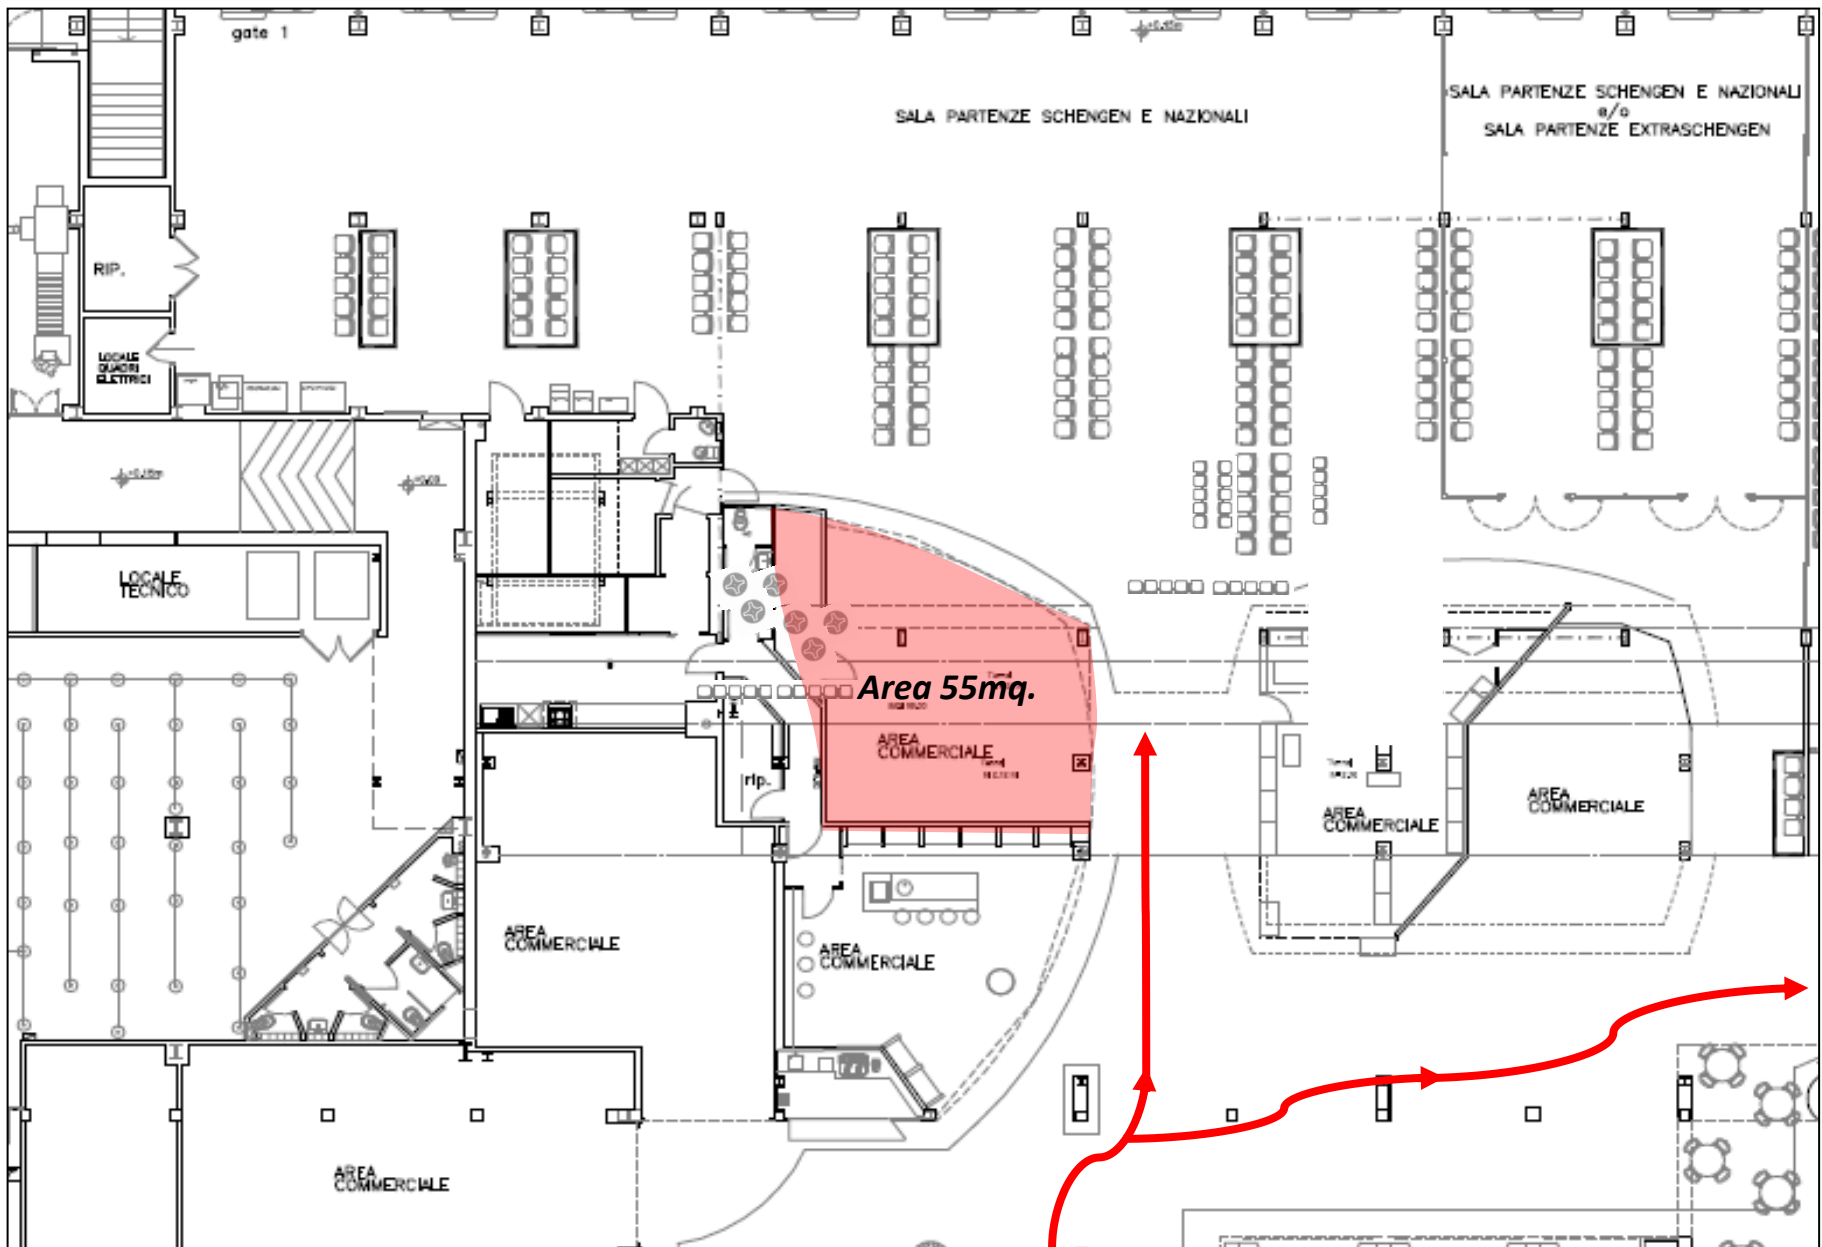 gate 1
SALA PARTENZE SCHENGEN E NAZIONALI
SALA PARTENZE SCHENGEN E NAZIONALI
e/o
SALA PARTENZE EXTRASCHENGEN
RIP.
LOCALE
QUADRI
ELETTRICI
LOCALE
TECNICO
Area 55mq.
AREA
COMMERCIALE
rip.
AREA
COMMERCIALE
AREA
COMMERCIALE
AREA
COMMERCIALE
AREA
COMMERCIALE
AREA
COMMERCIALE